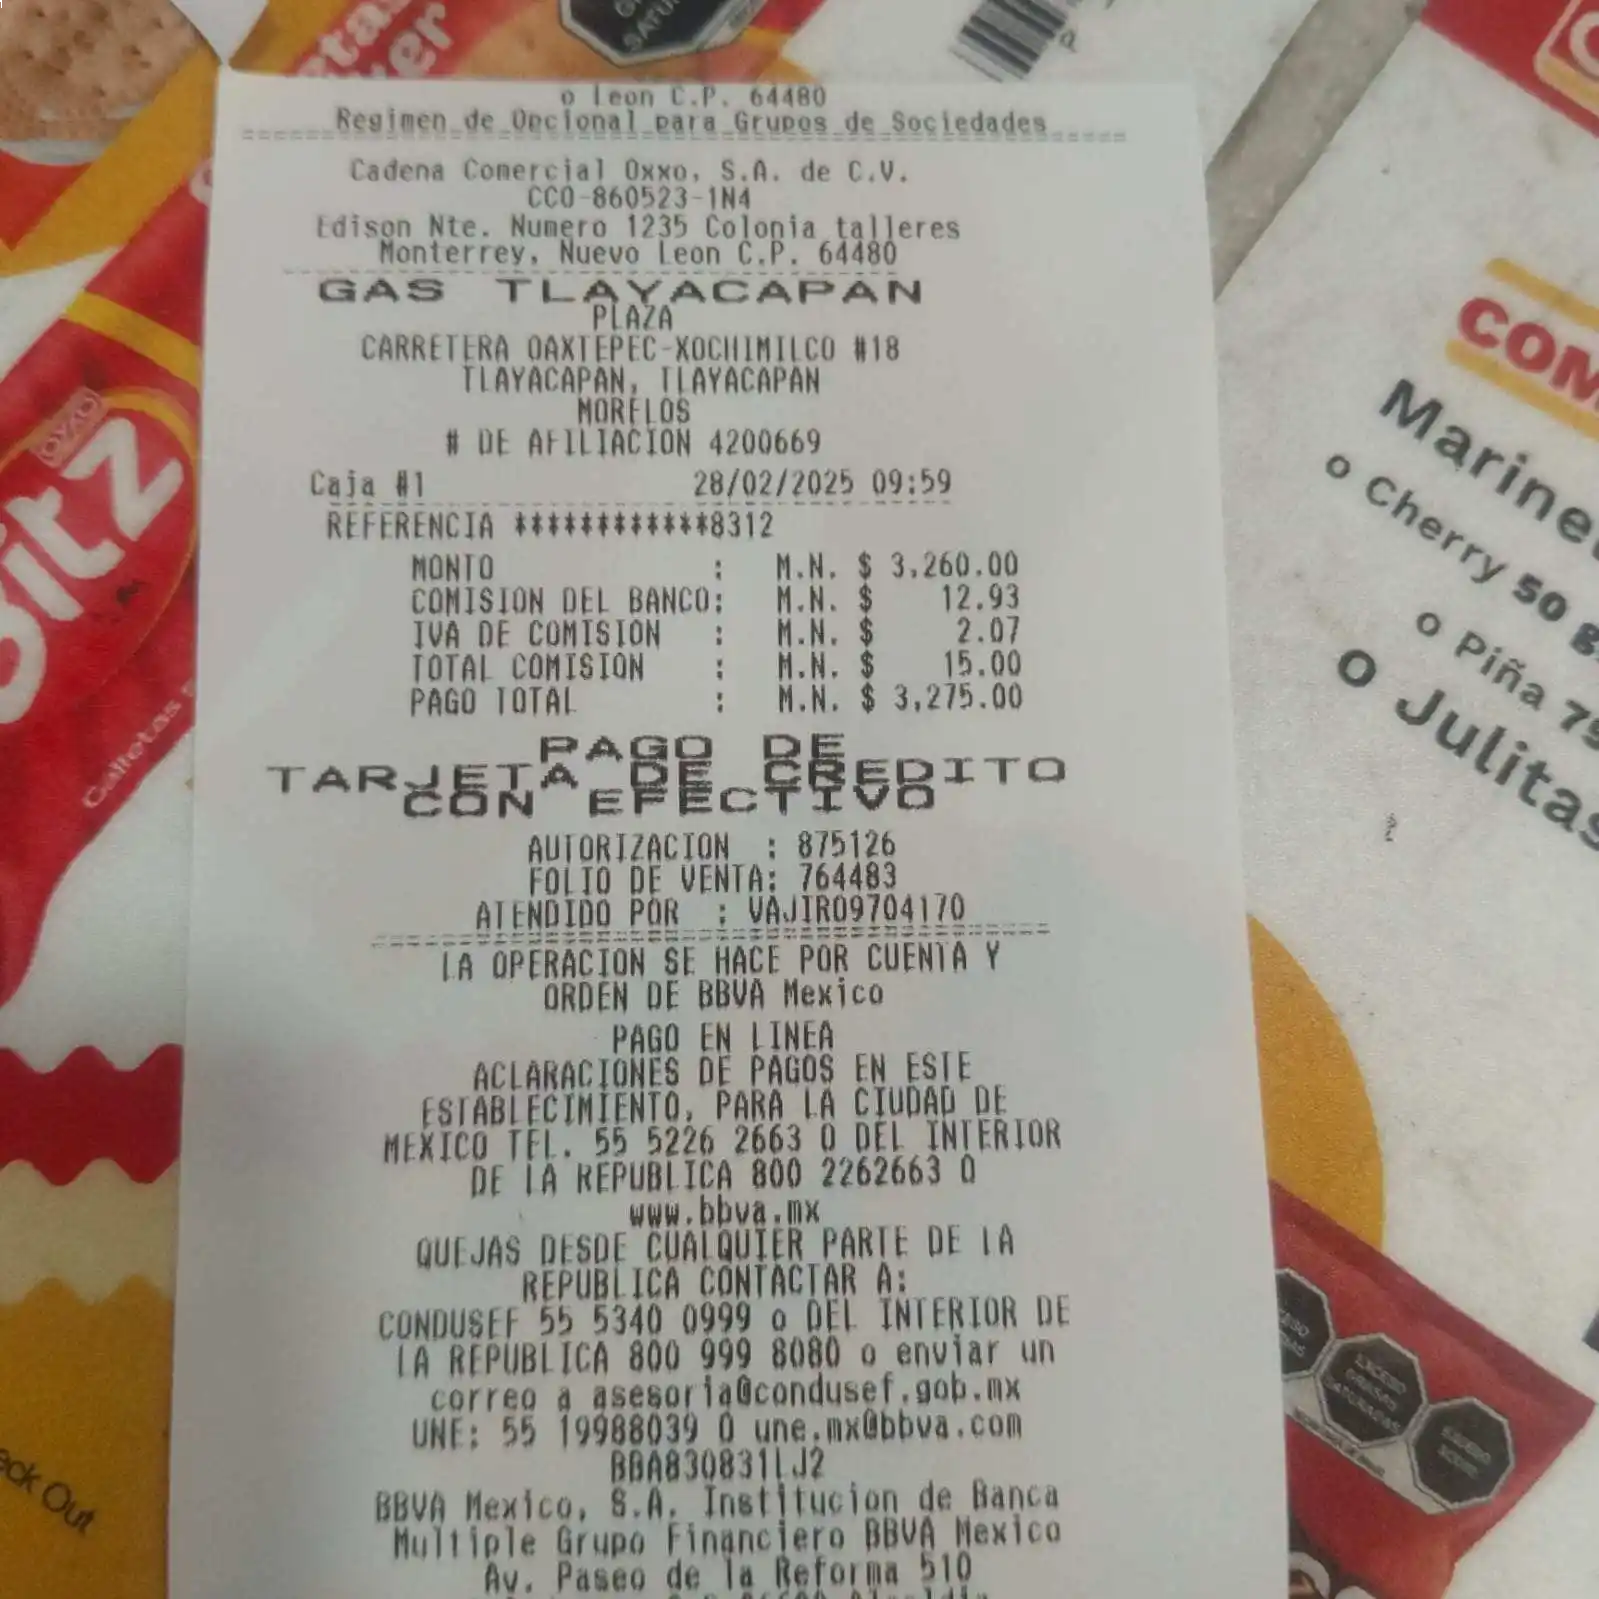 o Leon C.P. 64480
Regimen de Opcional para Grupos de Sociedades
Cadena Comercial Oxxo, S.A. de C.V.
CCO-860523-1N4
Edison Nte. Numero 1235 Colonia talleres
Monterrey, Nuevo Leon C.P. 64480
GAS TLAYACAPAN
PLAZA
CARRETERA OAXTEPEC-XOCHIMILCO #18
TLAYACAPAN, TLAYACAPAN
MORELOS
# DE AFILIACION 4200669
Caja #1 28/02/2025 09:59
REFERENCIA ************8312
MONTO : M.N. $ 3,260.00
COMISION DEL BANCO: M.N. $ 12.93
IVA DE COMISION : M.N. $ 2.07
TOTAL COMISION : M.N. $ 15.00
PAGO TOTAL : M.N. $ 3,275.00
PAGO DE
TARJETA DE CREDITO
CON EFECTIVO
AUTORIZACION : 875126
FOLIO DE VENTA: 764483
ATENDIDO POR : VAJIR09704170
LA OPERACION SE HACE POR CUENTA Y
ORDEN DE BBVA Mexico
PAGO EN LINEA
ACLARACIONES DE PAGOS EN ESTE
ESTABLECIMIENTO, PARA LA CIUDAD DE
MEXICO TEL. 55 5226 2663 O DEL INTERIOR
DE LA REPUBLICA 800 2262663 O
www.bbva.mx
QUEJAS DESDE CUALQUIER PARTE DE LA
REPUBLICA CONTACTAR A:
CONDUSEF 55 5340 0999 o DEL INTERIOR DE
LA REPUBLICA 800 999 8080 o enviar un
correo a asesoria@condusef.gob.mx
UNE: 55 19988039 O une.mx@bbva.com
BBA830831LJ2
BBVA Mexico, S.A. Institucion de Banca
Multiple Grupo Financiero BBVA Mexico
Av. Paseo de la Reforma 510
OXXO
Bitz
Galletas
ck Out
COM
Marine
o Cherry 50 g
o Piña 75
o Julitas
EXCESO
GRASAS
SATURADAS